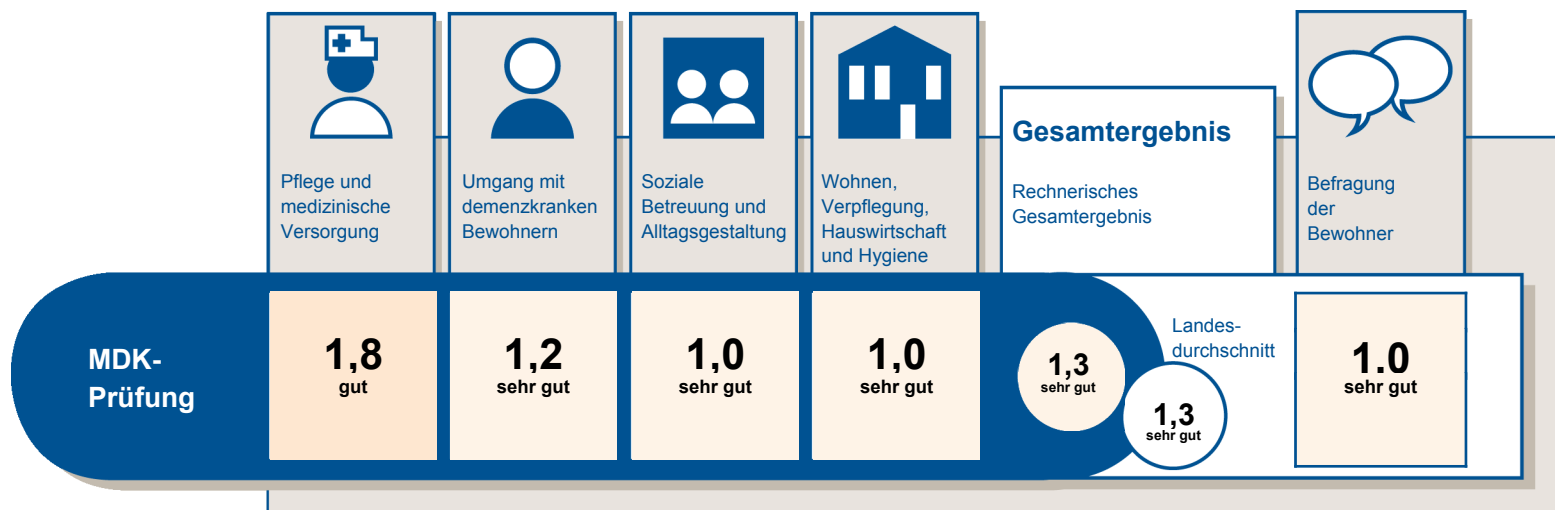 Pflege und
medizinische
Versorgung
Umgang mit
demenzkranken
Bewohnern
Soziale
Betreuung und
Alltagsgestaltung
Wohnen,
Verpflegung,
Hauswirtschaft
und Hygiene
Gesamtergebnis
Rechnerisches
Gesamtergebnis
Befragung
der
Bewohner
MDK-
Prüfung
1,8
gut
1,2
sehr gut
1,0
sehr gut
1,0
sehr gut
1,3
sehr gut
Landes-
durchschnitt
1,3
sehr gut
1.0
sehr gut